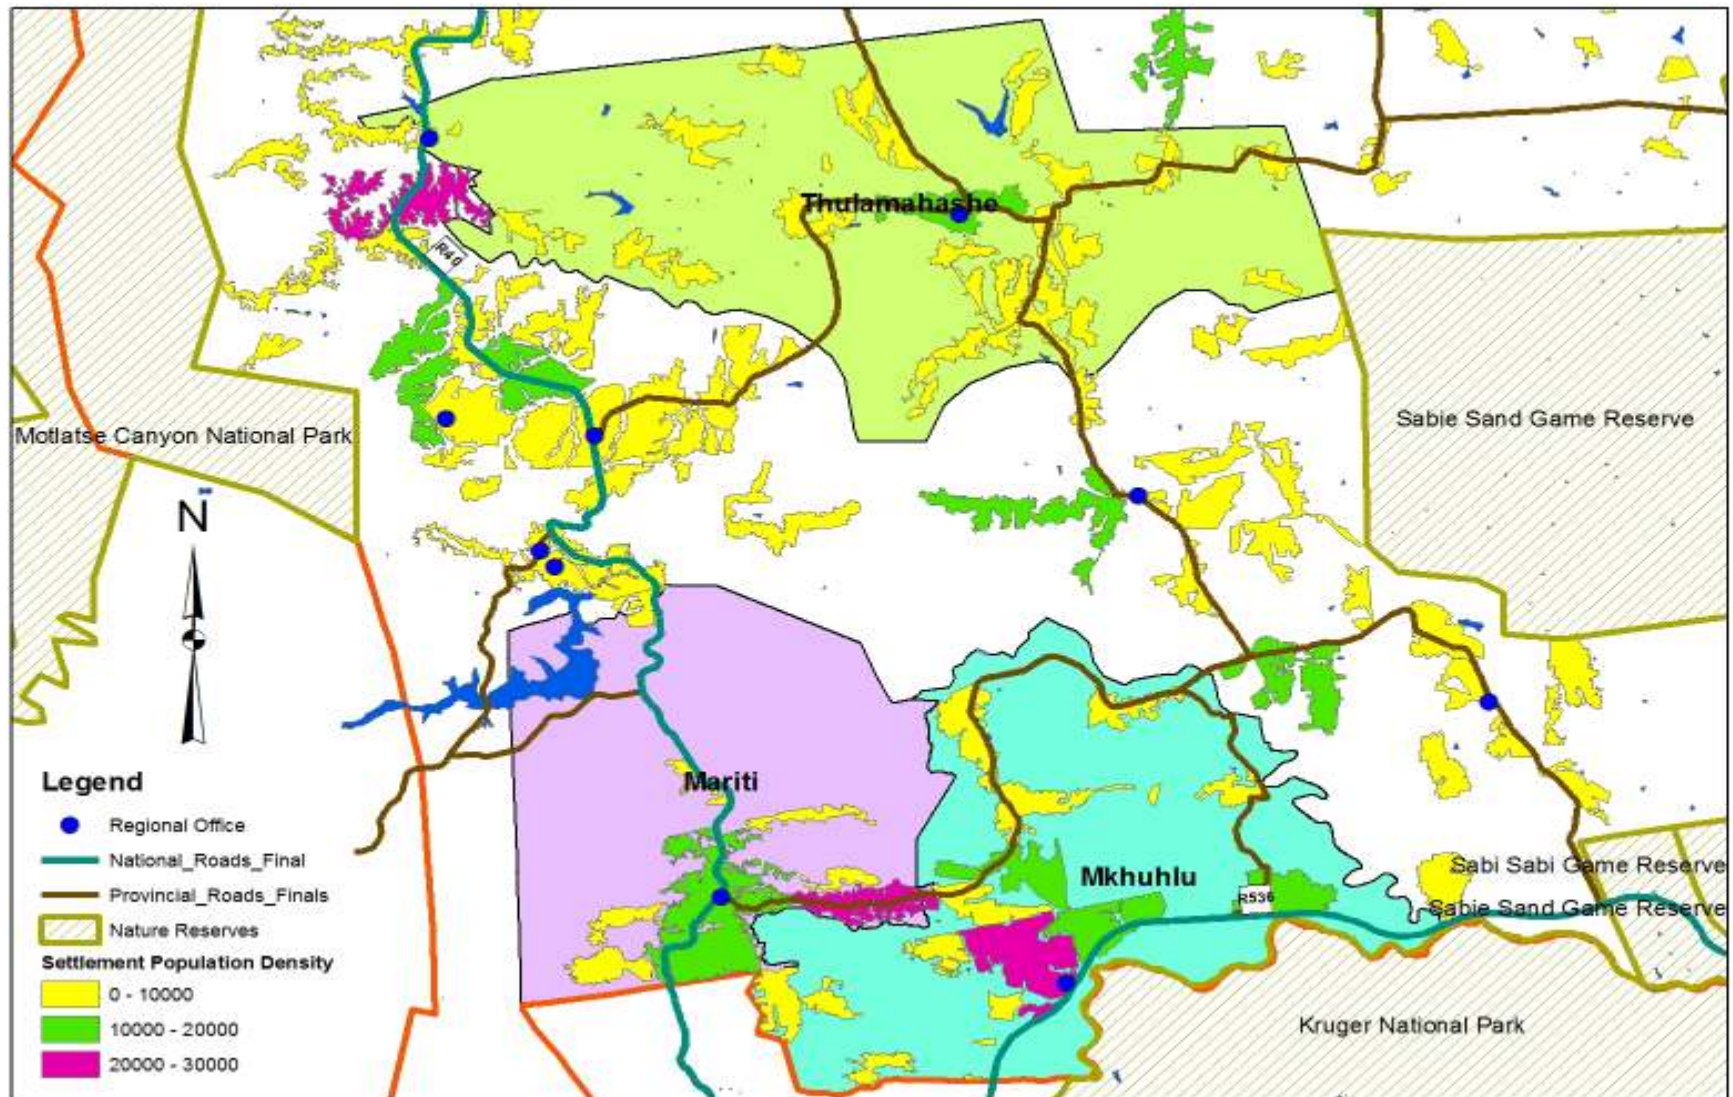 Thulamahashe
R40
Motlatse Canyon National Park
Sabie Sand Game Reserve
N
Mariti
Mkhuhlu
R536
Sabi Sabi Game Reserve
Sabie Sand Game Reserve
Kruger National Park
Legend
Regional Office
National_Roads_Final
Provincial_Roads_Finals
Nature Reserves
Settlement Population Density
0 - 10000
10000 - 20000
20000 - 30000